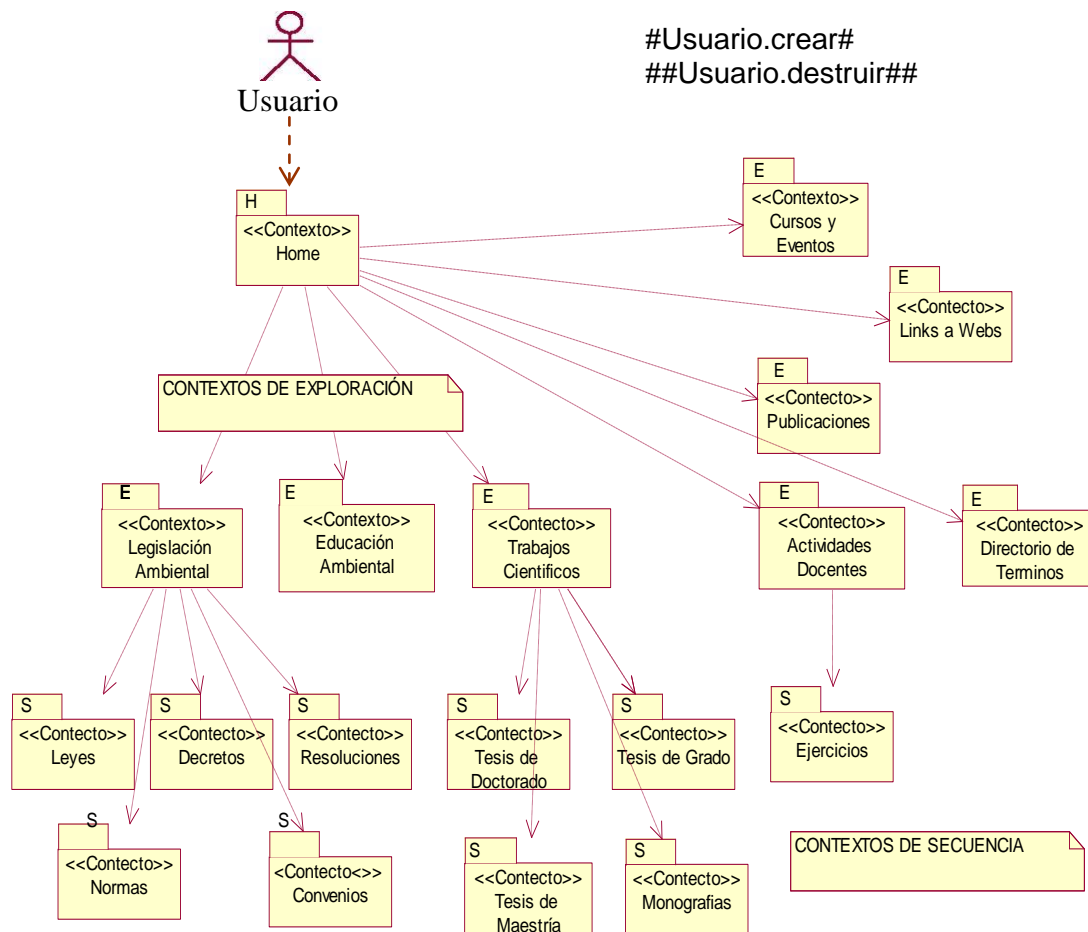 #Usuario.crear#
##Usuario.destruir##
Usuario
H
<<Contexto>>
Home
E
<<Contexto>>
Cursos y
Eventos
E
<<Contecto>>
Links a Webs
E
<<Contecto>>
Publicaciones
CONTEXTOS DE EXPLORACIÓN
E
<<Contexto>>
Legislación
Ambiental
E
<<Contexto>>
Educación
Ambiental
E
<<Contecto>>
Trabajos
Cientificos
E
<<Contecto>>
Actividades
Docentes
E
<<Contecto>>
Directorio de
Terminos
S
<<Contecto>>
Leyes
S
<<Contecto>>
Decretos
S
<<Contecto>>
Resoluciones
S
<<Contecto>>
Tesis de
Doctorado
S
<<Contecto>>
Tesis de Grado
S
<<Contecto>>
Ejercicios
S
<<Contecto>>
Normas
S
<Contecto<>>
Convenios
S
<<Contecto>>
Tesis de
Maestría
S
<<Contecto>>
Monografias
CONTEXTOS DE SECUENCIA